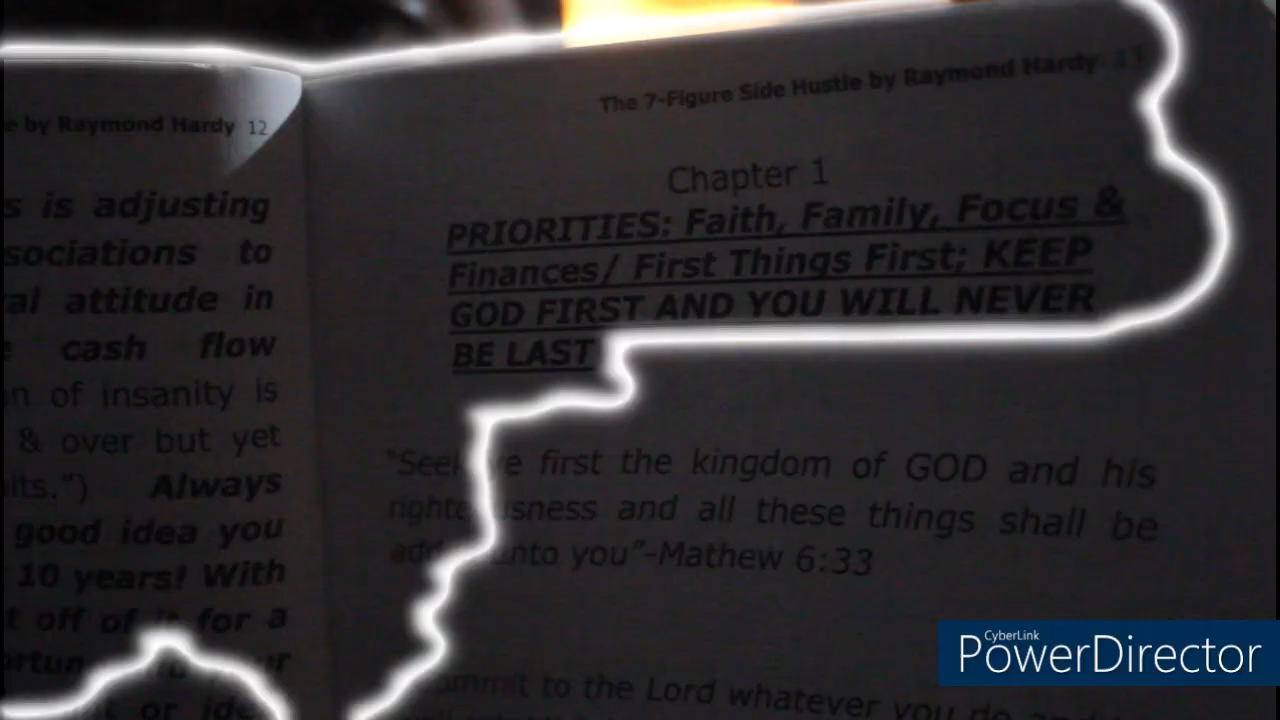 e by Raymond Hardy 12
s is adjusting
sociations to
al attitude in
cash flow
n of insanity is
& over but yet
lts.") Always
good idea you
10 years! With
t off of it for a
or
The 7-Figure Side Hustle by Raymond Hardy
Chapter 1
PRIORITIES: Faith, Family, Focus &
Finances/ First Things First; KEEP
GOD FIRST AND YOU WILL NEVER
BE LAST
"Seek ye first the kingdom of GOD and his
righteousness and all these things shall be
unto you"-Mathew 6:33
to the Lord whatever you do
CyberLink
PowerDirector